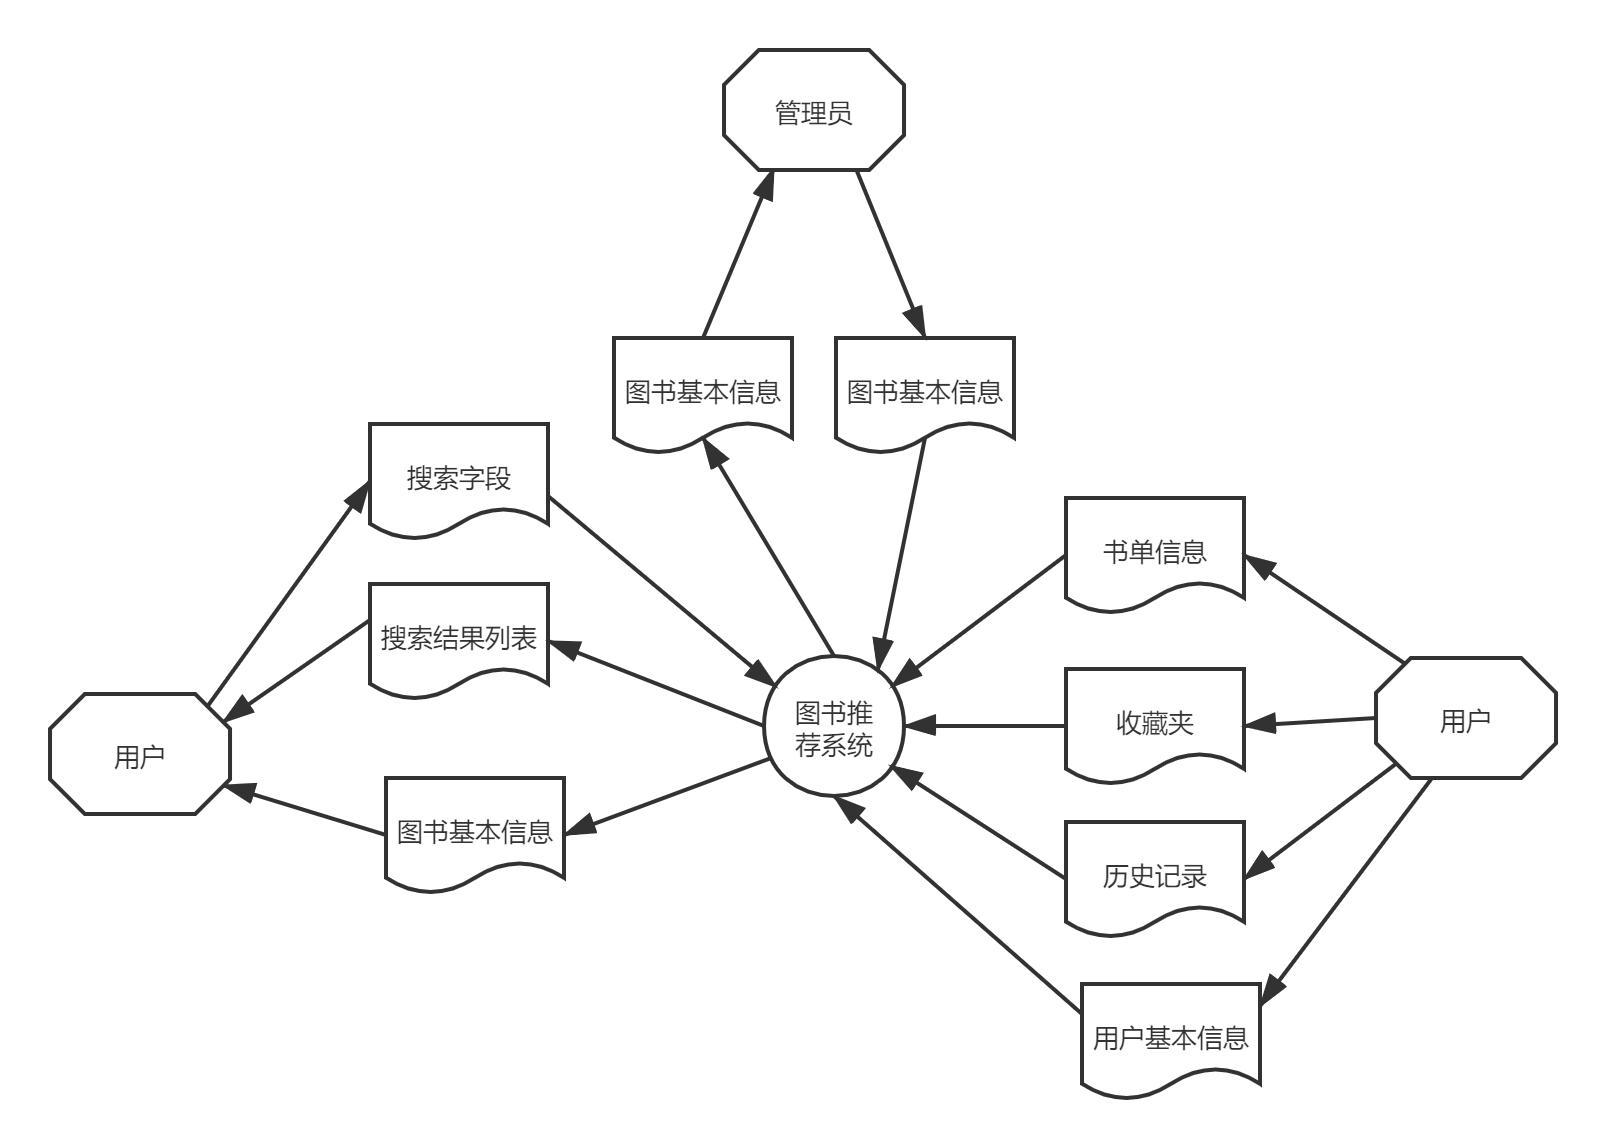 管理员
图书基本信息
图书基本信息
搜索字段
书单信息
搜索结果列表
图书推
荐系统
收藏夹
用户
用户
图书基本信息
历史记录
用户基本信息